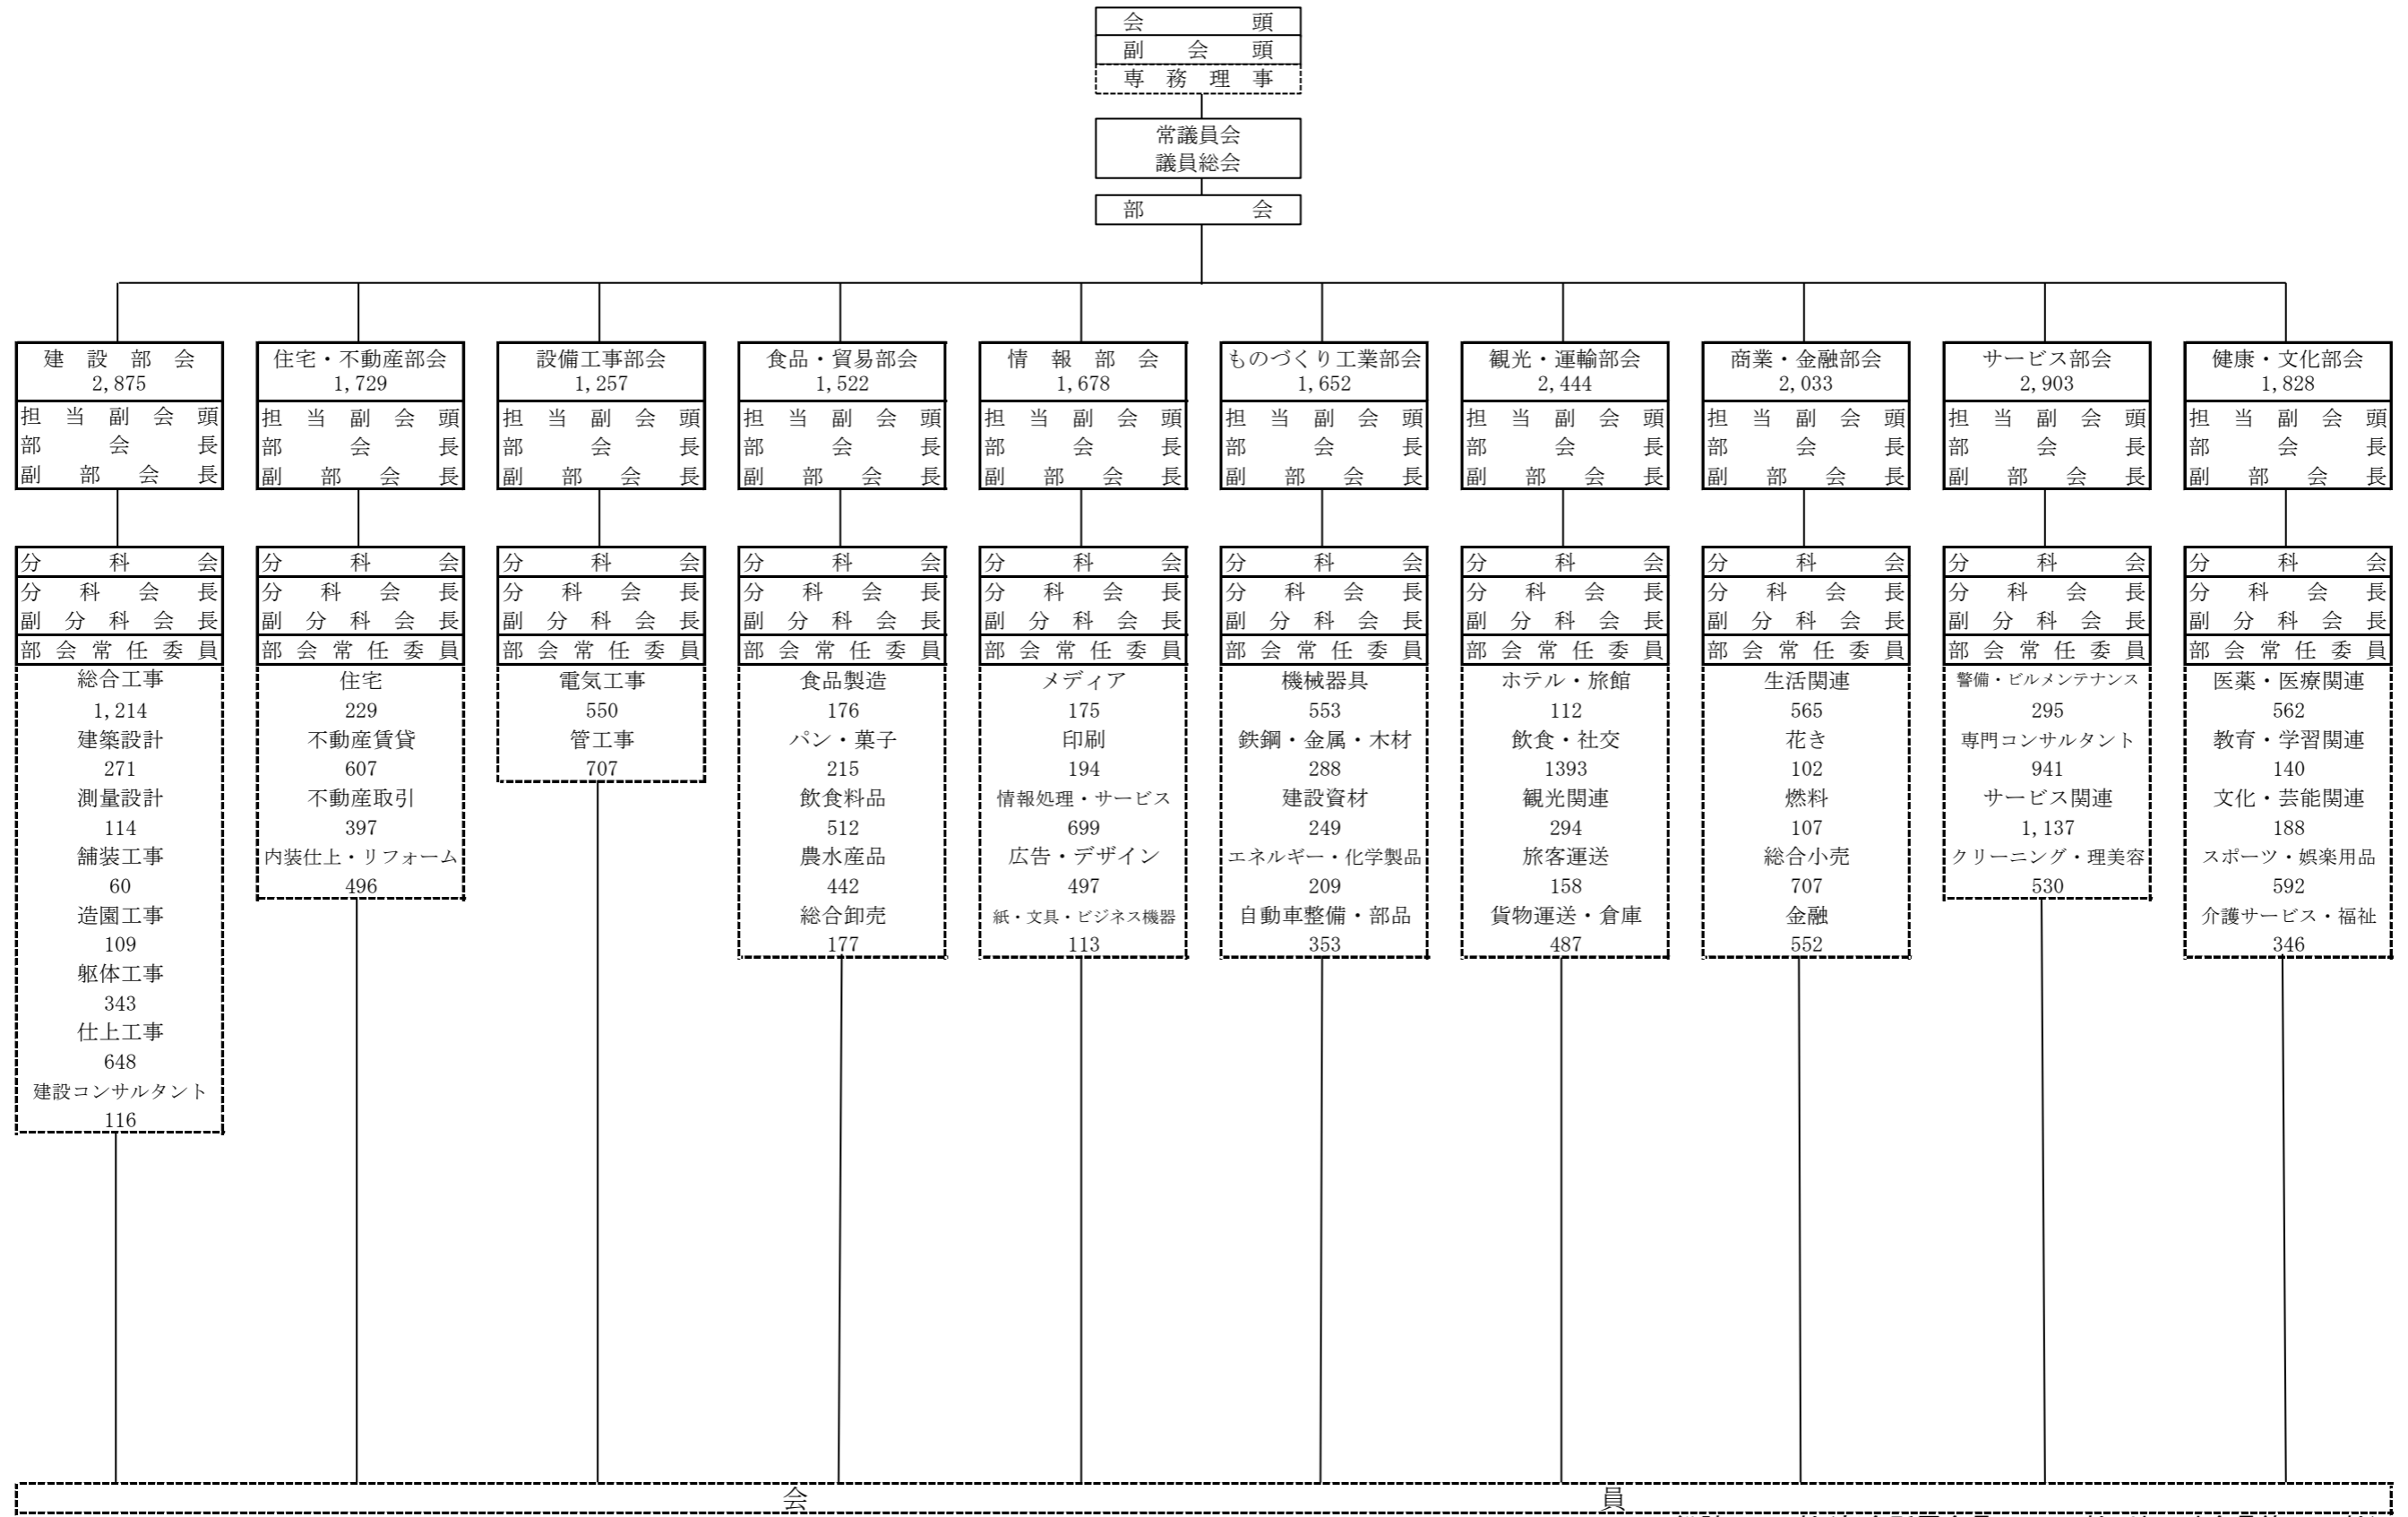 会頭
副会頭
専務理事
常議員会
議員総会
部会
建設部会
2,875
担当副会頭
部会長
副部会長
分科会
分科会長
副分科会長
部会常任委員
総合工事
1,214
建築設計
271
測量設計
114
舗装工事
60
造園工事
109
躯体工事
343
仕上工事
648
建設コンサルタント
116
住宅・不動産部会
1,729
担当副会頭
部会長
副部会長
分科会
分科会長
副分科会長
部会常任委員
住宅
229
不動産賃貸
607
不動産取引
397
内装仕上・リフォーム
496
設備工事部会
1,257
担当副会頭
部会長
副部会長
分科会
分科会長
副分科会長
部会常任委員
電気工事
550
管工事
707
食品・貿易部会
1,522
担当副会頭
部会長
副部会長
分科会
分科会長
副分科会長
部会常任委員
食品製造
176
パン・菓子
215
飲食料品
512
農水産品
442
総合卸売
177
情報部会
1,678
担当副会頭
部会長
副部会長
分科会
分科会長
副分科会長
部会常任委員
メディア
175
印刷
194
情報処理・サービス
699
広告・デザイン
497
紙・文具・ビジネス機器
113
ものづくり工業部会
1,652
担当副会頭
部会長
副部会長
分科会
分科会長
副分科会長
部会常任委員
機械器具
553
鉄鋼・金属・木材
288
建設資材
249
エネルギー・化学製品
209
自動車整備・部品
353
観光・運輸部会
2,444
担当副会頭
部会長
副部会長
分科会
分科会長
副分科会長
部会常任委員
ホテル・旅館
112
飲食・社交
1393
観光関連
294
旅客運送
158
貨物運送・倉庫
487
商業・金融部会
2,033
担当副会頭
部会長
副部会長
分科会
分科会長
副分科会長
部会常任委員
生活関連
565
花き
102
燃料
107
総合小売
707
金融
552
サービス部会
2,903
担当副会頭
部会長
副部会長
分科会
分科会長
副分科会長
部会常任委員
警備・ビルメンテナンス
295
専門コンサルタント
941
サービス関連
1,137
クリーニング・理美容
530
健康・文化部会
1,828
担当副会頭
部会長
副部会長
分科会
分科会長
副分科会長
部会常任委員
医薬・医療関連
562
教育・学習関連
140
文化・芸能関連
188
スポーツ・娯楽用品
592
介護サービス・福祉
346
会員